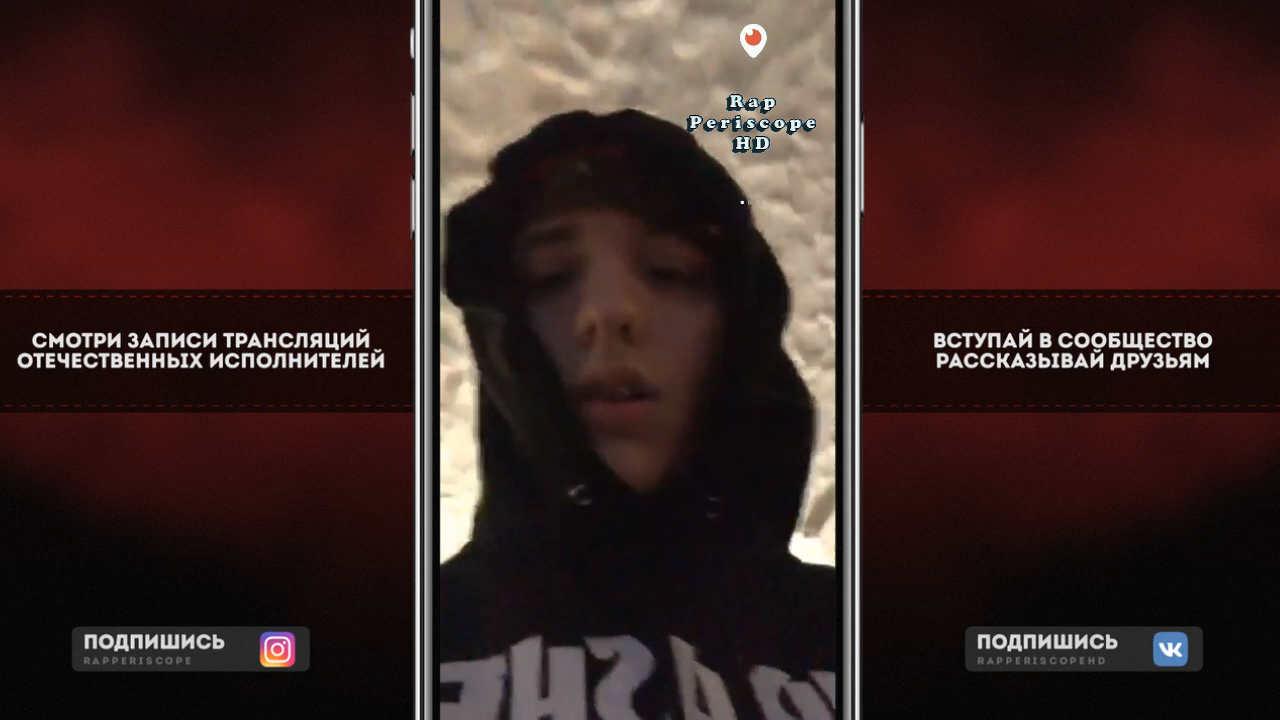 Rap
Periscope
HD
СМОТРИ ЗАПИСИ ТРАНСЛЯЦИЙ
ОТЕЧЕСТВЕННЫХ ИСПОЛНИТЕЛЕЙ
ВСТУПАЙ В СООБЩЕСТВО
РАССКАЗЫВАЙ ДРУЗЬЯМ
ПОДПИШИСЬ
RAPPERISCOPE
ПОДПИШИСЬ
RAPPERISCOPEHD